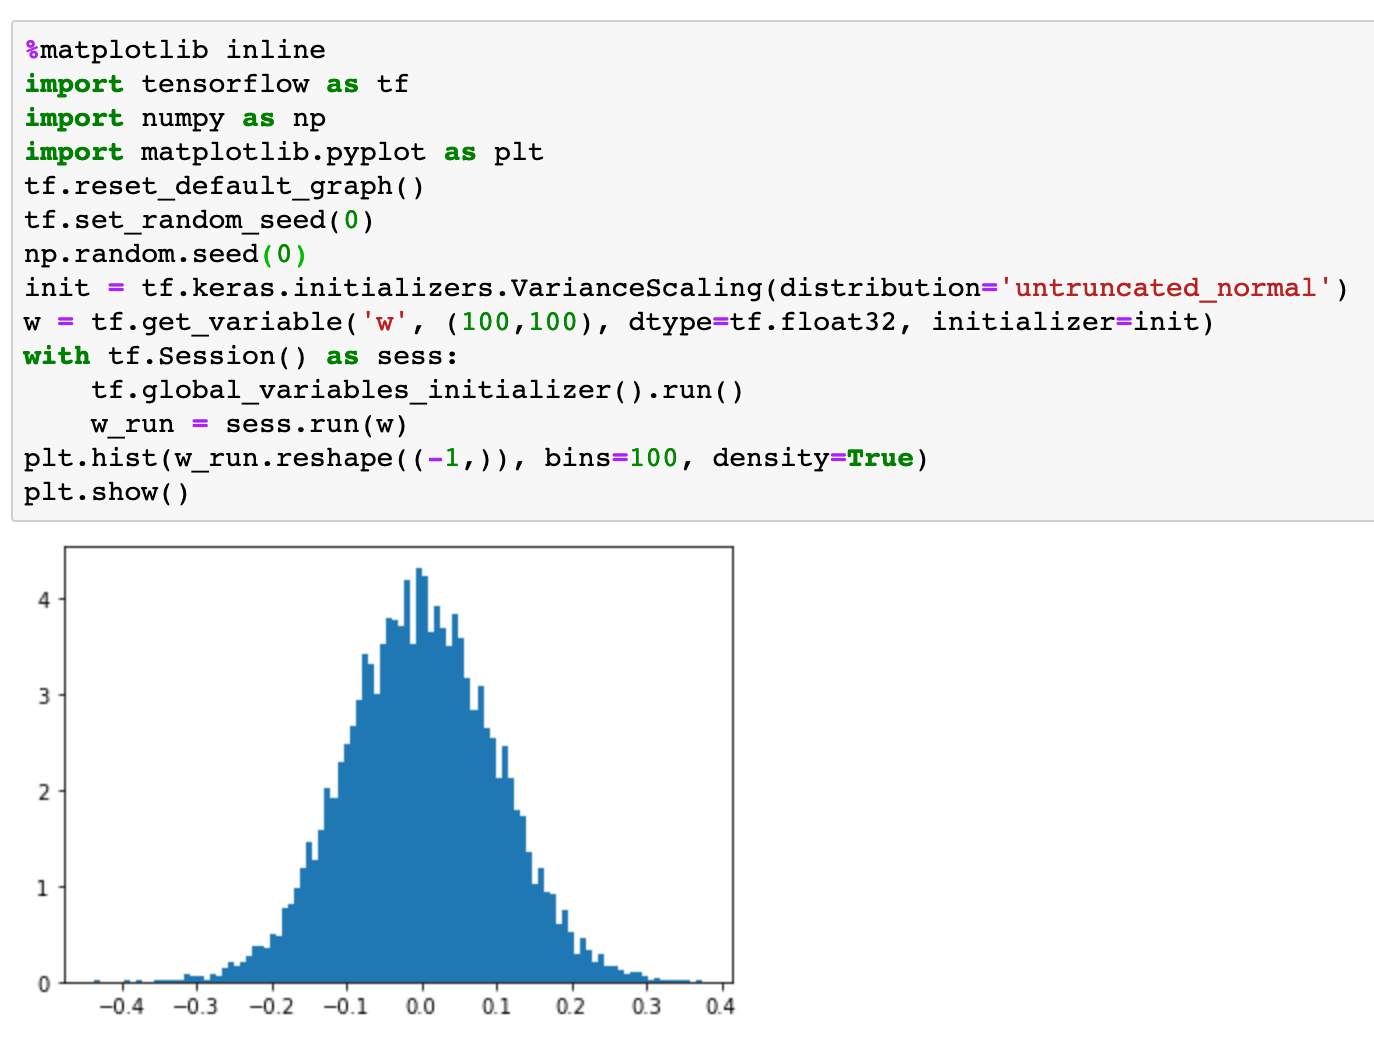 %matplotlib inline
import tensorflow as tf
import numpy as np
import matplotlib.pyplot as plt
tf.reset_default_graph()
tf.set_random_seed(0)
np.random.seed(0)
init = tf.keras.initializers.VarianceScaling(distribution='untruncated_normal')
w = tf.get_variable('w', (100,100), dtype=tf.float32, initializer=init)
with tf.Session() as sess:
    tf.global_variables_initializer().run()
    w_run = sess.run(w)
plt.hist(w_run.reshape((-1,)), bins=100, density=True)
plt.show()
4
3
2
1
0
−0.4 −0.3 −0.2 −0.1 0.0 0.1 0.2 0.3 0.4